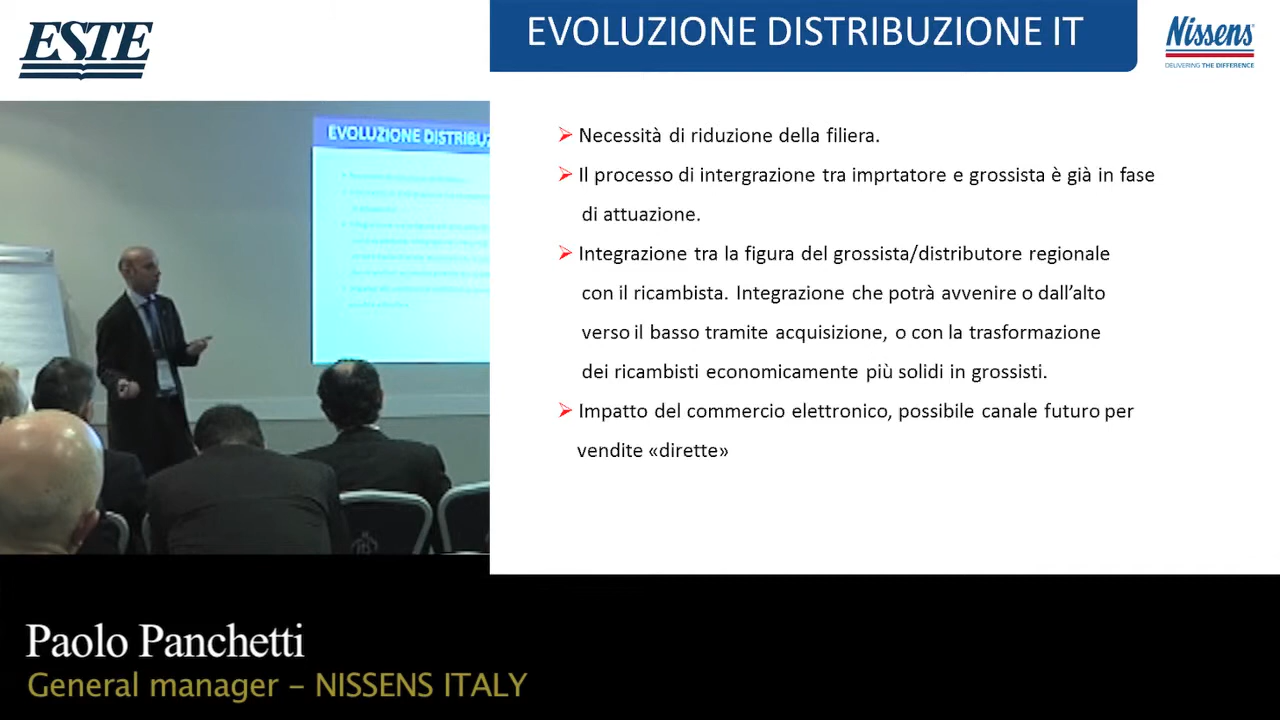 ESTE
EVOLUZIONE DISTRIBUZIONE IT
Nissens
DELIVERING THE DIFFERENCE
EVOLUZIONE DISTRIBUZ
➢ Necessità di riduzione della filiera.
➢ Il processo di intergrazione tra imprtatore e grossista è già in fase
di attuazione.
➢ Integrazione tra la figura del grossista/distributore regionale
con il ricambista. Integrazione che potrà avvenire o dall’alto
verso il basso tramite acquisizione, o con la trasformazione
dei ricambisti economicamente più solidi in grossisti.
➢ Impatto del commercio elettronico, possibile canale futuro per
vendite «dirette»
Paolo Panchetti
General manager – NISSENS ITALY